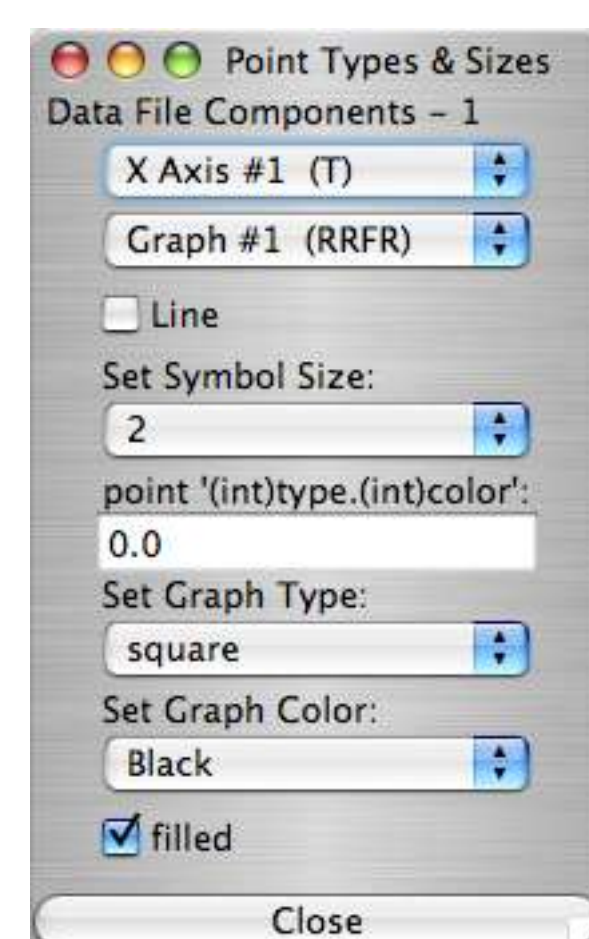 Point Types & Sizes
Data File Components – 1
X Axis #1 (T)
Graph #1 (RRFR)
Line
Set Symbol Size:
2
point '(int)type.(int)color':
0.0
Set Graph Type:
square
Set Graph Color:
Black
filled
Close